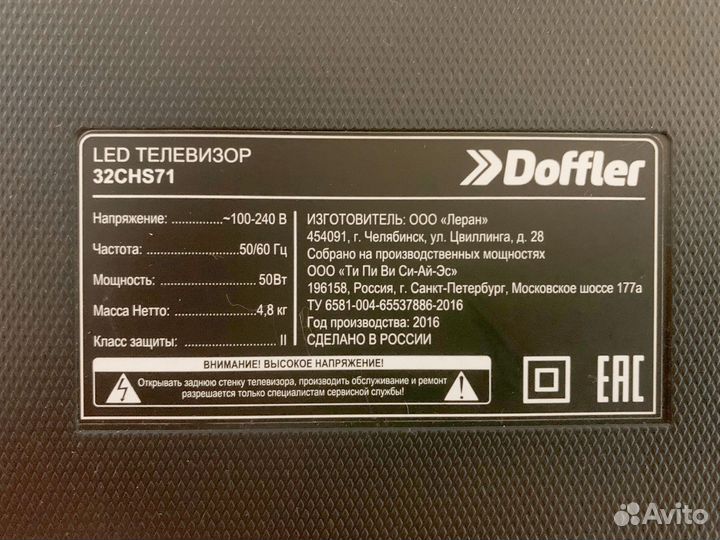 LED ТЕЛЕВИЗОР
32CHS71
Doffler
Напряжение: ...............~100-240 В
Частота: ........................50/60 Гц
Мощность: ..........................50Вт
Масса Нетто: ......................4,8 кг
Класс защиты: .........................II
ИЗГОТОВИТЕЛЬ: ООО «Леран»
454091, г. Челябинск, ул. Цвиллинга, д. 28
Собрано на производственных мощностях
ООО «Ти Пи Ви Си-Ай-Эс»
196158, Россия, г. Санкт-Петербург, Московское шоссе 177а
ТУ 6581-004-65537886-2016
Год производства: 2016
СДЕЛАНО В РОССИИ
ВНИМАНИЕ! ВЫСОКОЕ НАПРЯЖЕНИЕ!
Открывать заднюю стенку телевизора, производить обслуживание и ремонт
разрешается только специалистам сервисной службы!
EAC
Avito